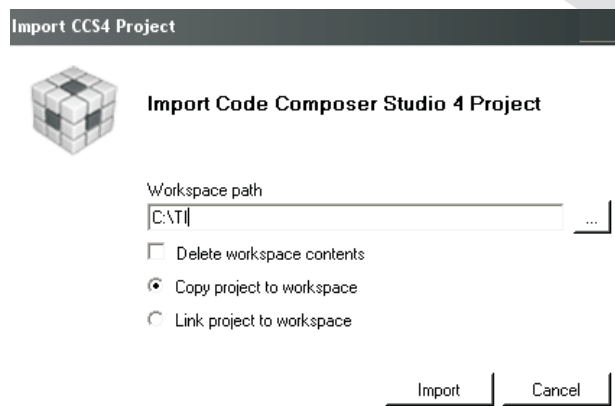 Import CCS4 Project
Import Code Composer Studio 4 Project
Workspace path
C:\TI
...
Delete workspace contents
Copy project to workspace
Link project to workspace
Import Cancel